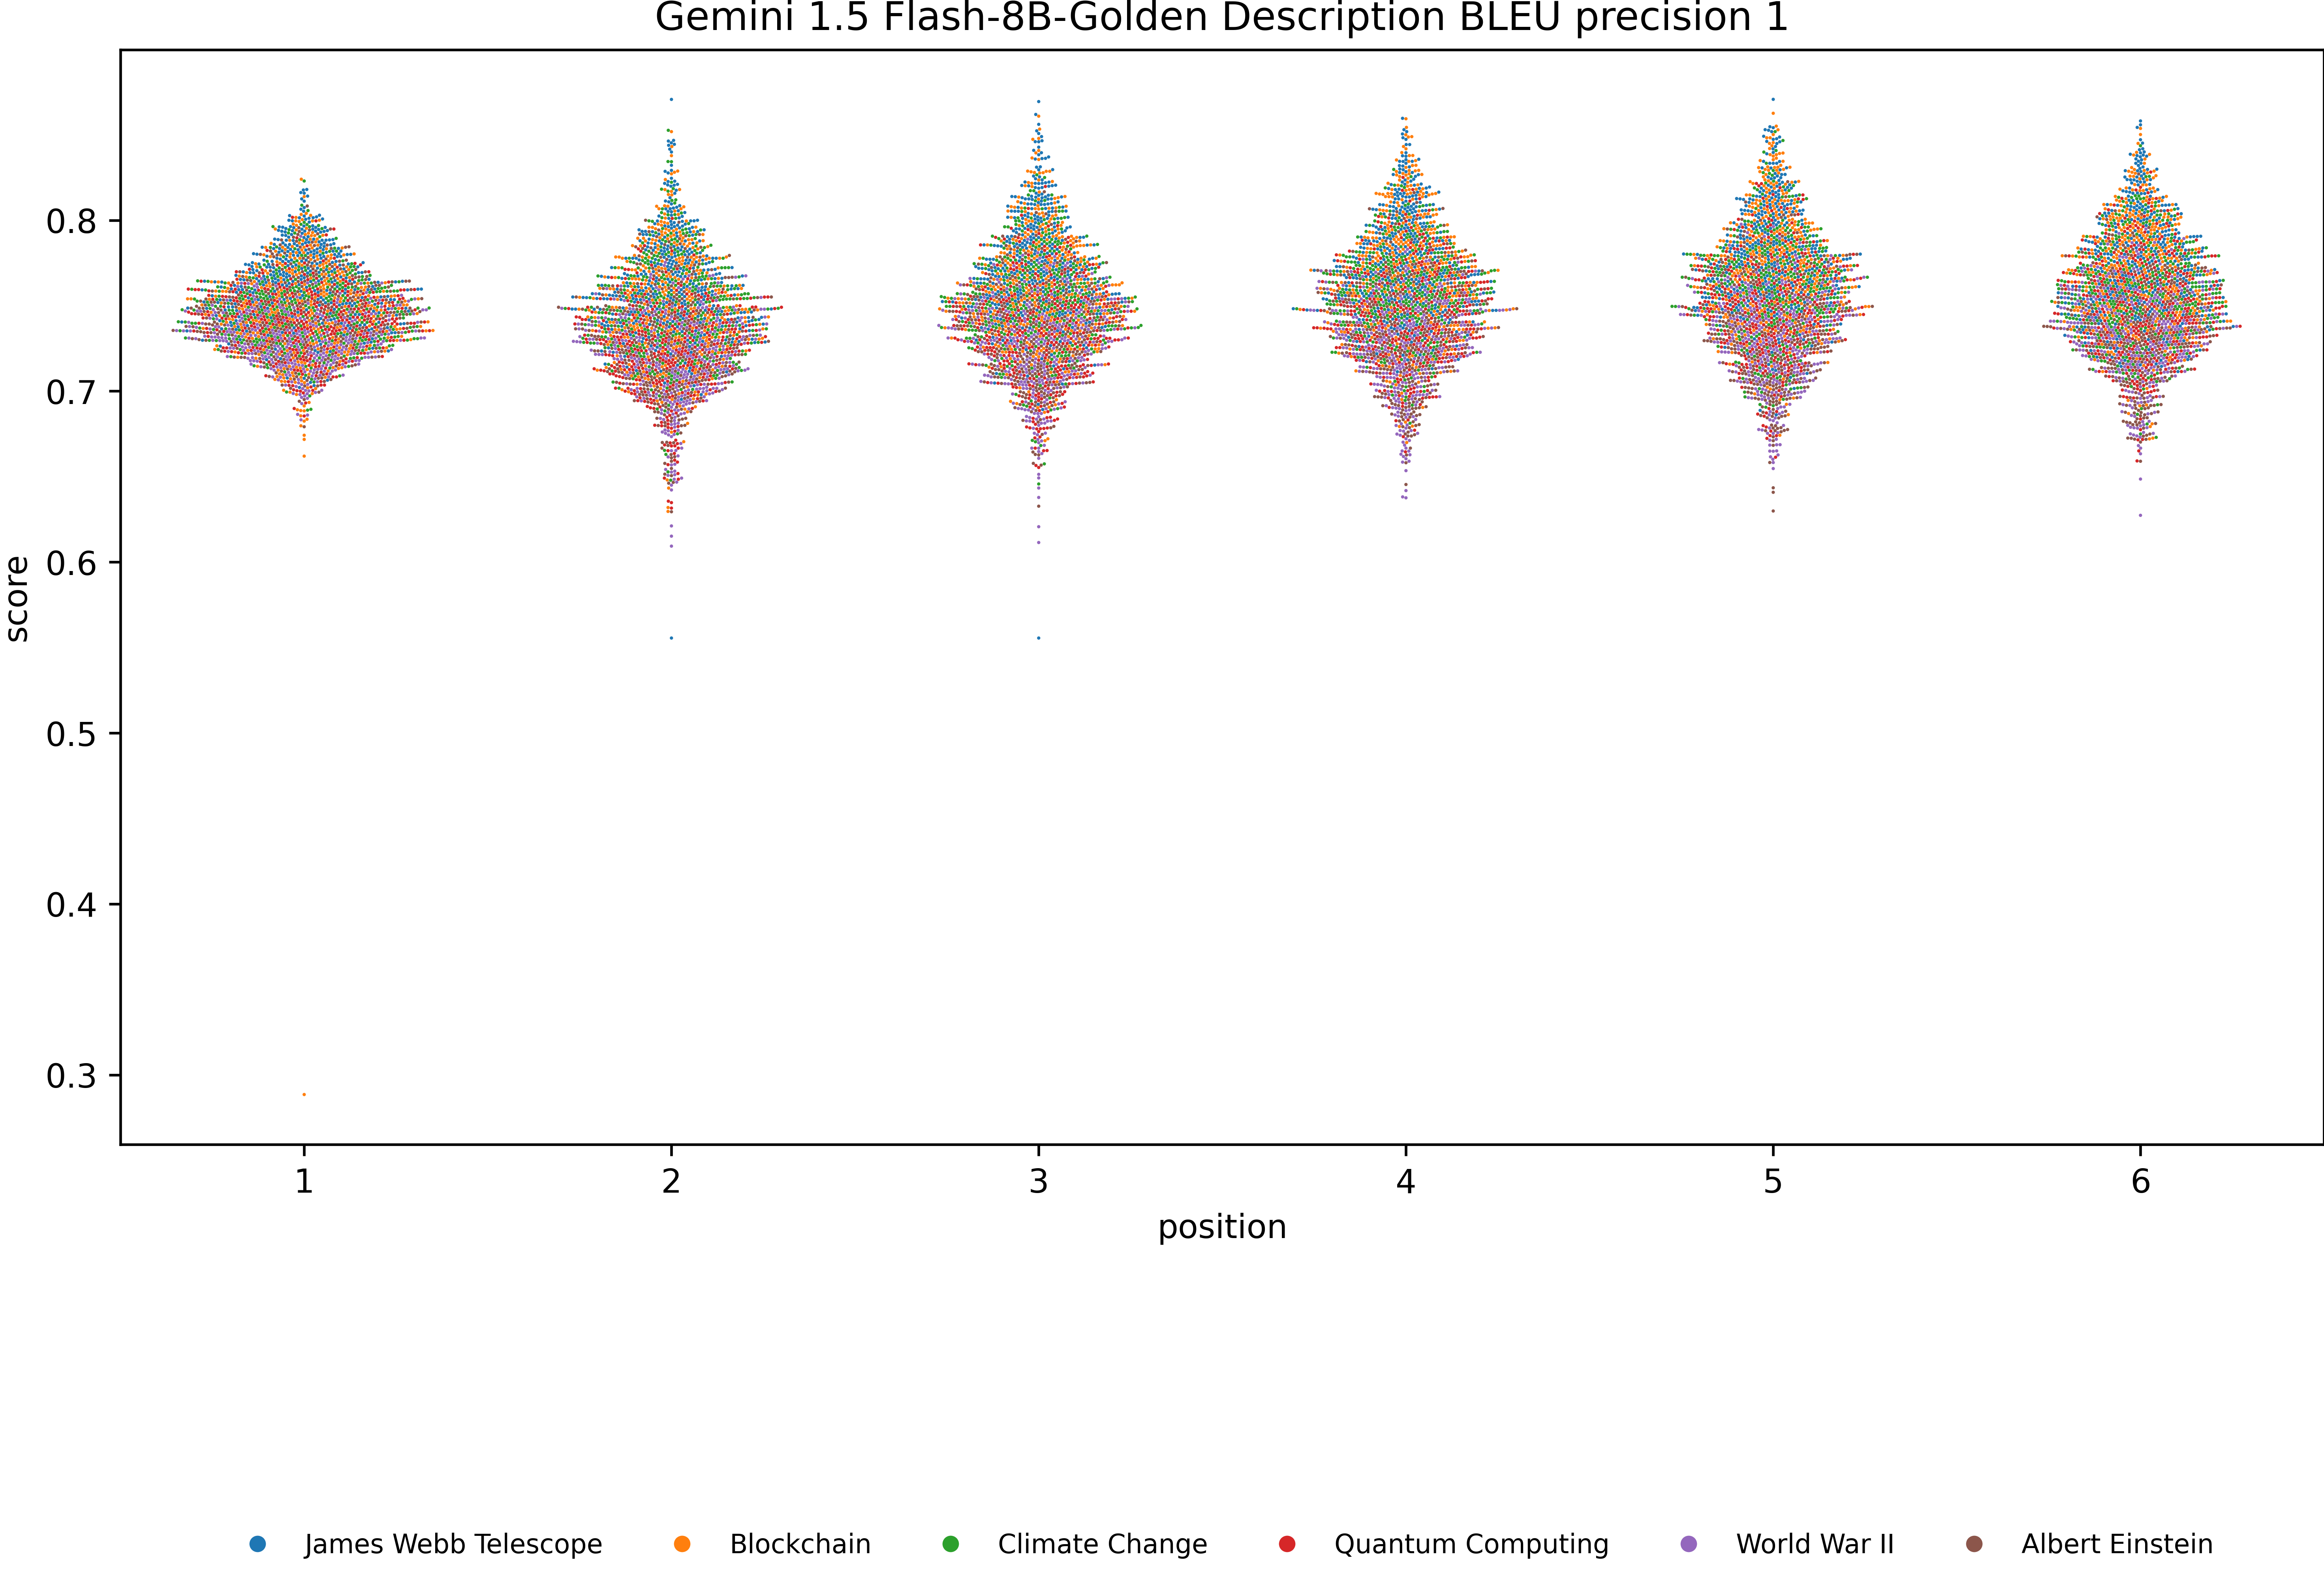 Gemini 1.5 Flash-8B-Golden Description BLEU precision 1
score
0.8
0.7
0.6
0.5
0.4
0.3
1 2 3 4 5 6
position
James Webb Telescope Blockchain Climate Change Quantum Computing World War II Albert Einstein